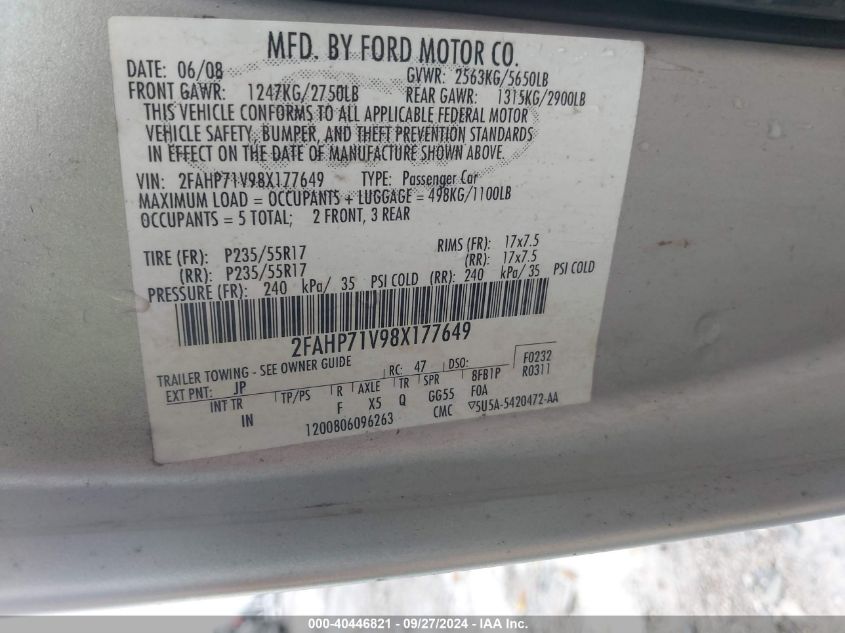 MFD. BY FORD MOTOR CO.
DATE: 06/08 GVWR: 2563KG/5650LB
FRONT GAWR: 1247KG/2750LB REAR GAWR: 1315KG/2900LB
THIS VEHICLE CONFORMS TO ALL APPLICABLE FEDERAL MOTOR
VEHICLE SAFETY, BUMPER, AND THEFT PREVENTION STANDARDS
IN EFFECT ON THE DATE OF MANUFACTURE SHOWN ABOVE.
VIN: 2FAHP71V98X177649 TYPE: Passenger Car
MAXIMUM LOAD = OCCUPANTS + LUGGAGE = 498KG/1100LB
OCCUPANTS = 5 TOTAL; 2 FRONT, 3 REAR
TIRE (FR): P235/55R17 RIMS (FR): 17x7.5
(RR): P235/55R17 (RR): 17x7.5
PRESSURE (FR): 240 kPa/ 35 PSI COLD (RR): 240 kPa/ 35 PSI COLD
2FAHP71V98X177649
TRAILER TOWING - SEE OWNER GUIDE
EXT PNT: JP RC: 47 DSO: F0232
R0311
INT TR TP/PS R AXLE TR SPR 8FB1P
IN F X5 Q GG55 F0A
1200806096263 CMC 5U5A-5420472-AA
000-40446821 - 09/27/2024 - IAA Inc.